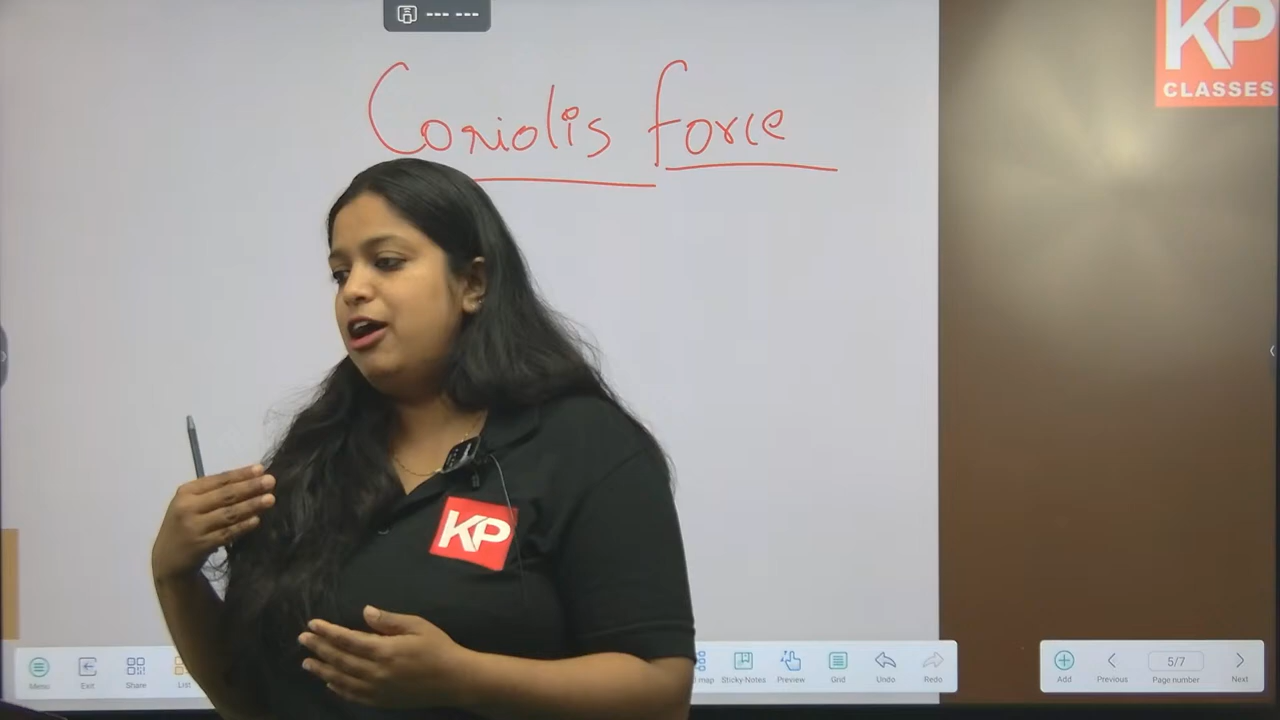 Coriolis force
KP
CLASSES
KP
Menu
Exit
Share
List
map
Sticky Notes
Preview
Grid
Undo
Redo
Add
Previous
5/7
Page number
Next